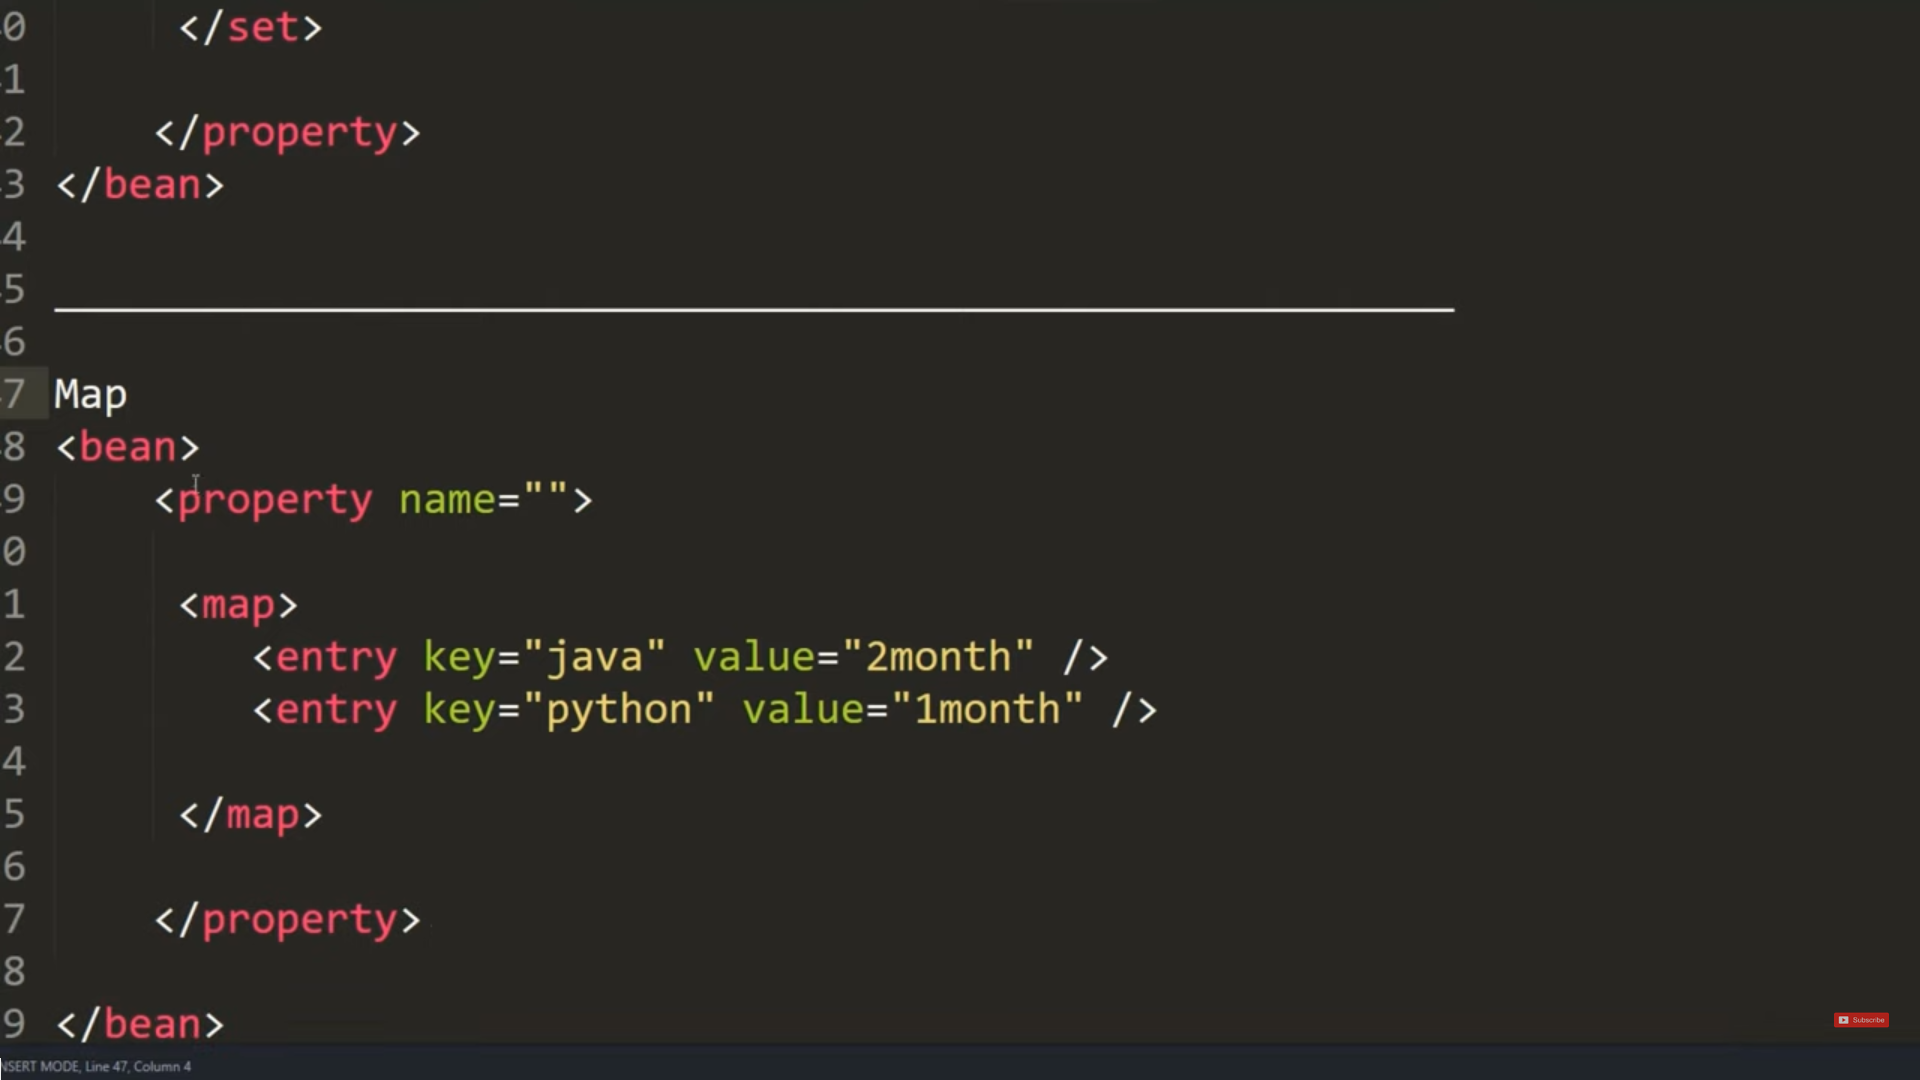 0 </set>
1
2 </property>
3 </bean>
4
5 ____________________________________________________________
6
7 Map
8 <bean>
9 <property name="">
0
1 <map>
2 <entry key="java" value="2month" />
3 <entry key="python" value="1month" />
4
5 </map>
6
7 </property>
8
9 </bean>
Subscribe
NSERT MODE, Line 47, Column 4